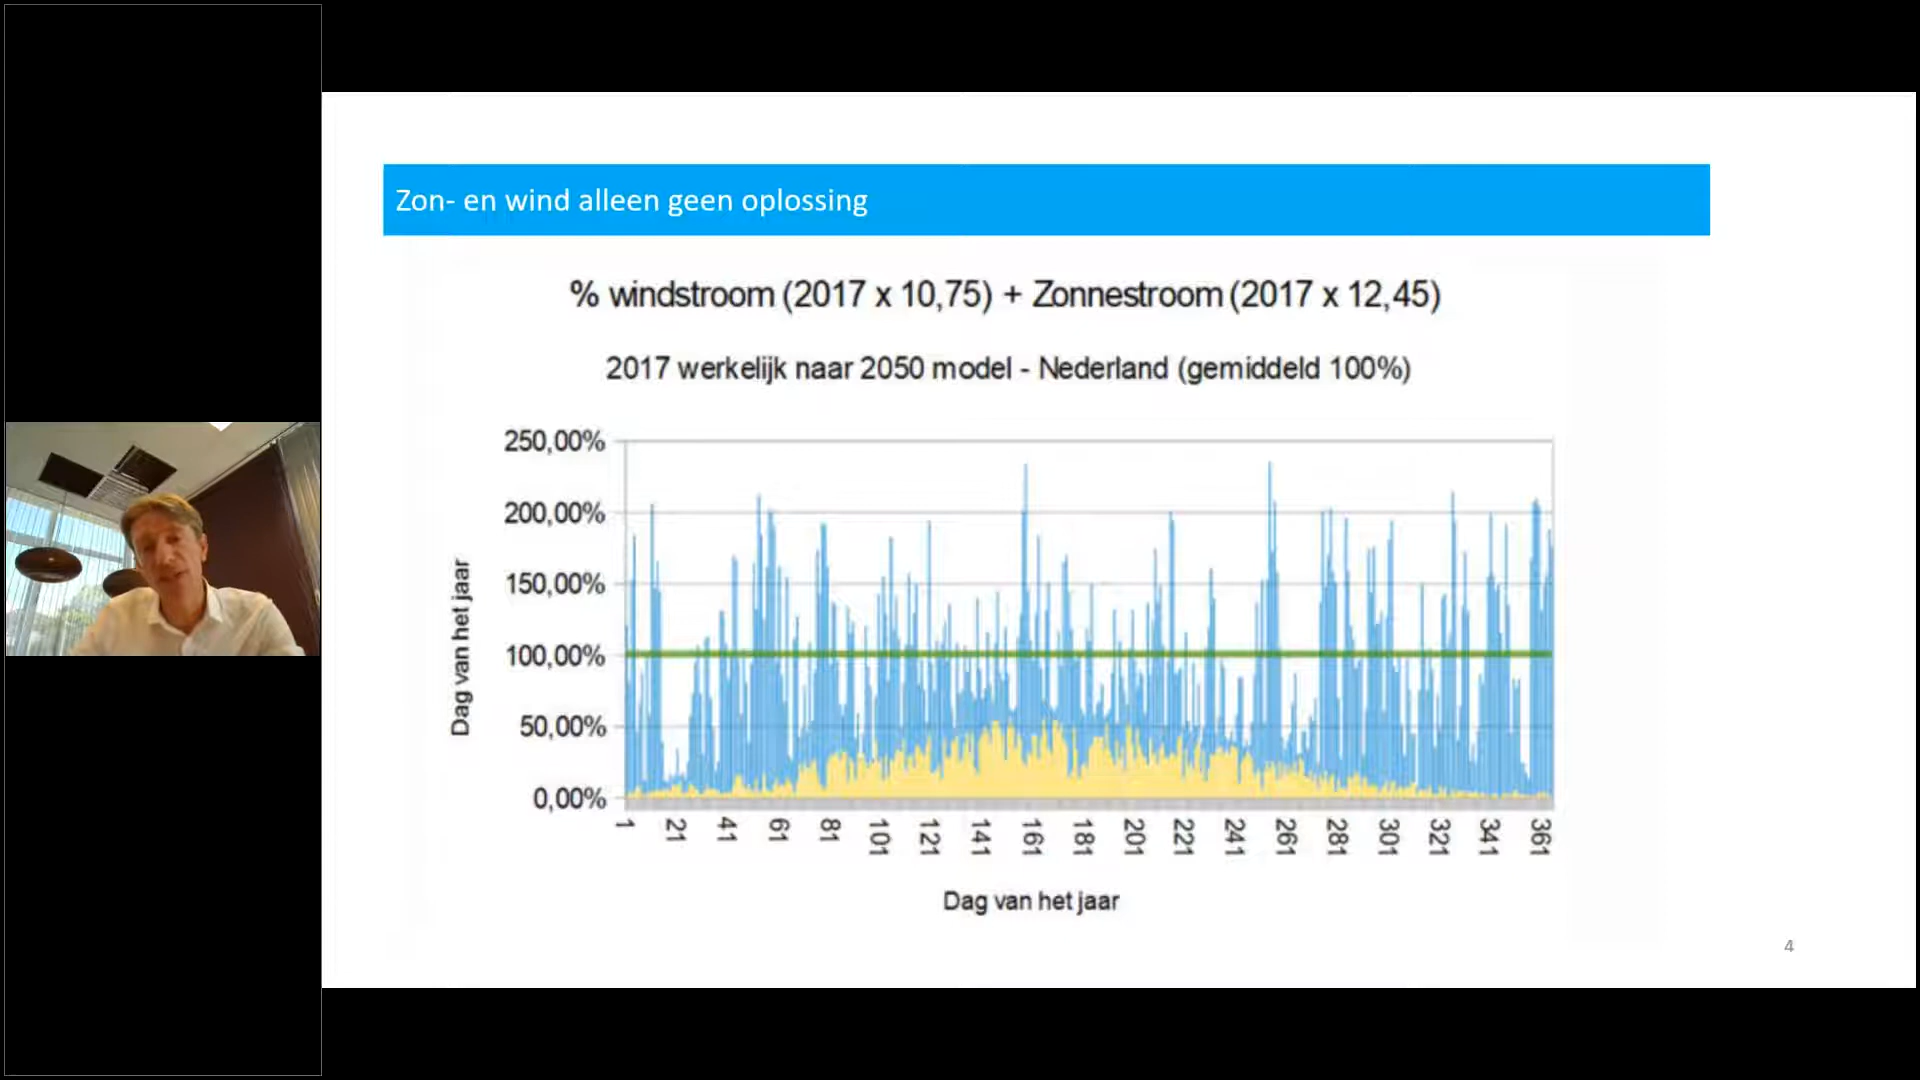 Zon- en wind alleen geen oplossing
% windstroom (2017 x 10,75) + Zonnestroom (2017 x 12,45)
2017 werkelijk naar 2050 model - Nederland (gemiddeld 100%)
Dag van het jaar
250,00%
200,00%
150,00%
100,00%
50,00%
0,00%
1 21 41 61 81 101 121 141 161 181 201 221 241 261 281 301 321 341 361
Dag van het jaar
4